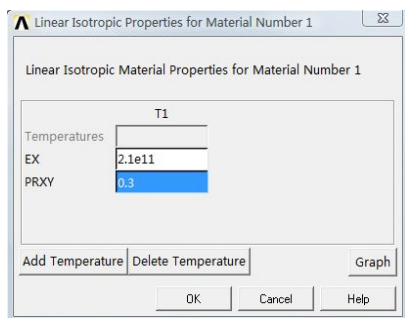 Linear Isotropic Properties for Material Number 1
Linear Isotropic Material Properties for Material Number 1
T1
Temperatures
EX 2.1e11
PRXY 0.3
Add Temperature Delete Temperature Graph
OK Cancel Help